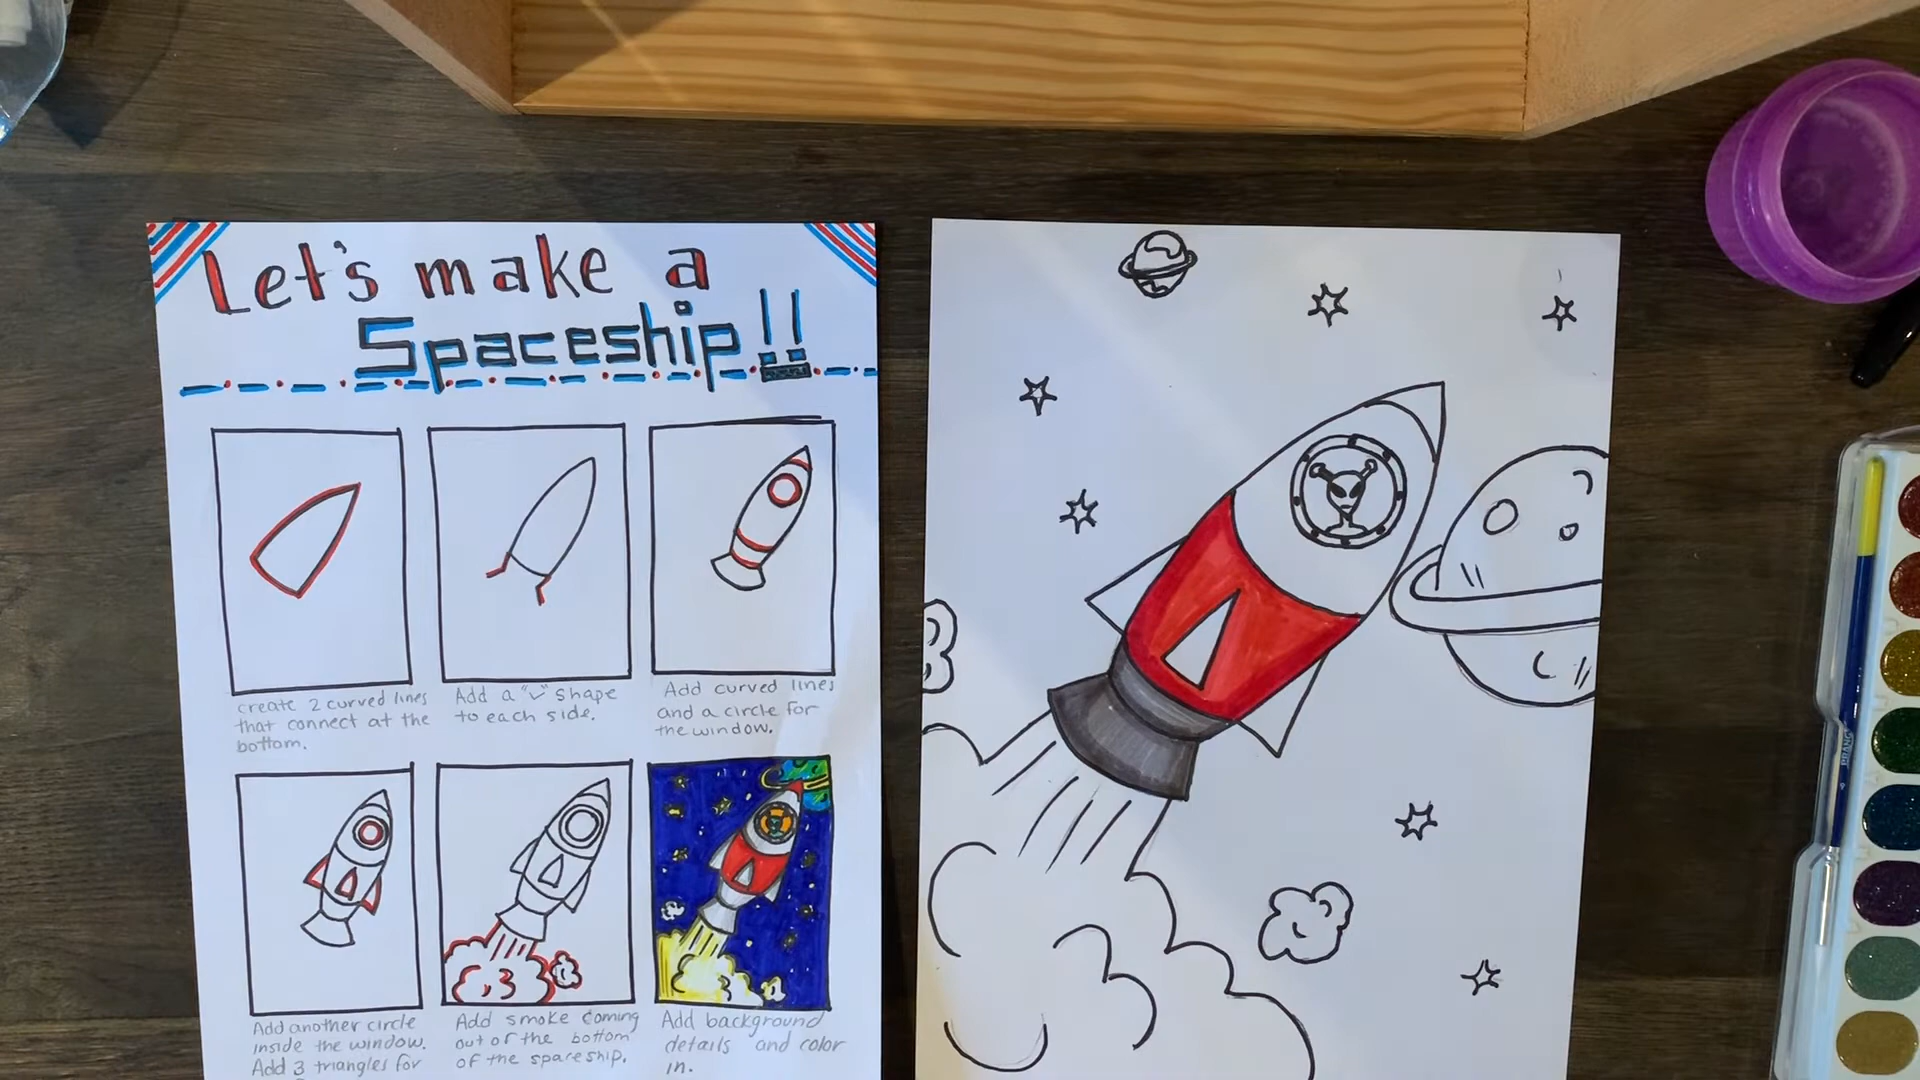 Let's make a
Spaceship!!
create 2 curved lines
that connect at the
bottom.
Add a "L" shape
to each side.
Add curved lines
and a circle for
the window.
Add another circle
inside the window.
Add 3 triangles for
Add smoke coming
out of the bottom
of the spaceship.
Add background
details and color
in.
PRANG